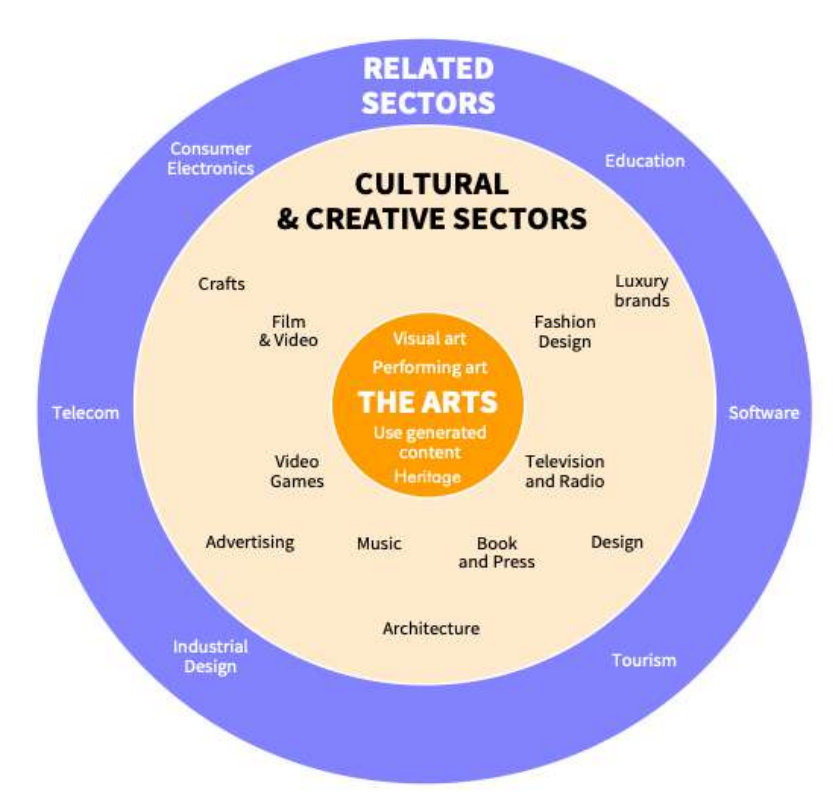 RELATED
SECTORS
Consumer
Electronics
Education
CULTURAL
& CREATIVE SECTORS
Crafts
Luxury
brands
Film
& Video
Fashion
Design
Visual art
Performing art
THE ARTS
Use generated
content
Heritage
Telecom
Software
Video
Games
Television
and Radio
Advertising
Music
Book
and Press
Design
Architecture
Industrial
Design
Tourism